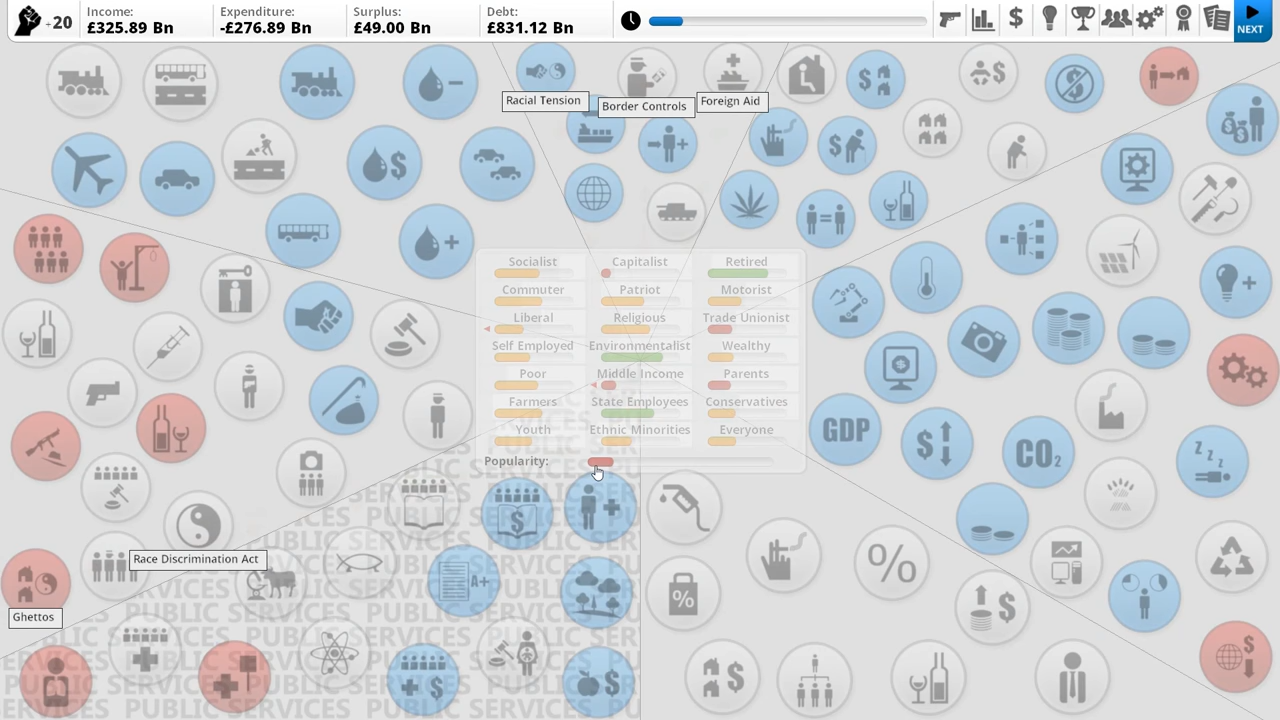 +20
Income:
£325.89 Bn
Expenditure:
-£276.89 Bn
Surplus:
£49.00 Bn
Debt:
£831.12 Bn
NEXT
Racial Tension
Border Controls
Foreign Aid
Socialist
Capitalist
Retired
Commuter
Patriot
Motorist
Liberal
Religious
Trade Unionist
Self Employed
Environmentalist
Wealthy
Poor
Middle Income
Parents
Farmers
State Employees
Conservatives
Youth
Ethnic Minorities
Everyone
Popularity:
GDP
CO2
A+
%
%
Z z z
Race Discrimination Act
Ghettos
PUBLIC SERVICES PUBLIC SERVICES